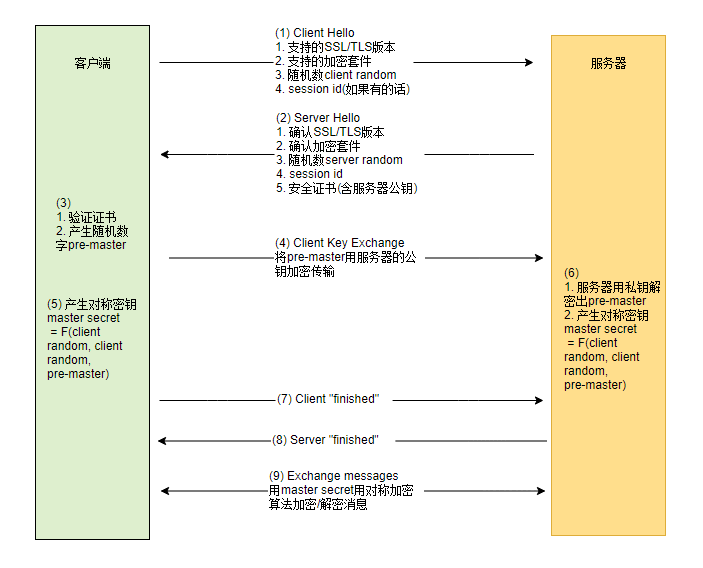 (1) Client Hello
1. 支持的SSL/TLS版本
2. 支持的加密套件
3. 随机数client random
4. session id(如果有的话)
客户端
服务器
(2) Server Hello
1. 确认SSL/TLS版本
2. 确认加密套件
3. 随机数server random
4. session id
5. 安全证书(含服务器公钥)
(3)
1. 验证证书
2. 产生随机数
字pre-master
(4) Client Key Exchange
将pre-master用服务器的公
钥加密传输
(5) 产生对称密钥
master secret
= F(client
random, client
random,
pre-master)
(6)
1. 服务器用私钥解
密出pre-master
2. 产生对称密钥
master secret
= F(client
random, client
random,
pre-master)
(7) Client "finished"
(8) Server "finished"
(9) Exchange messages
用master secret用对称加密
算法加密/解密消息